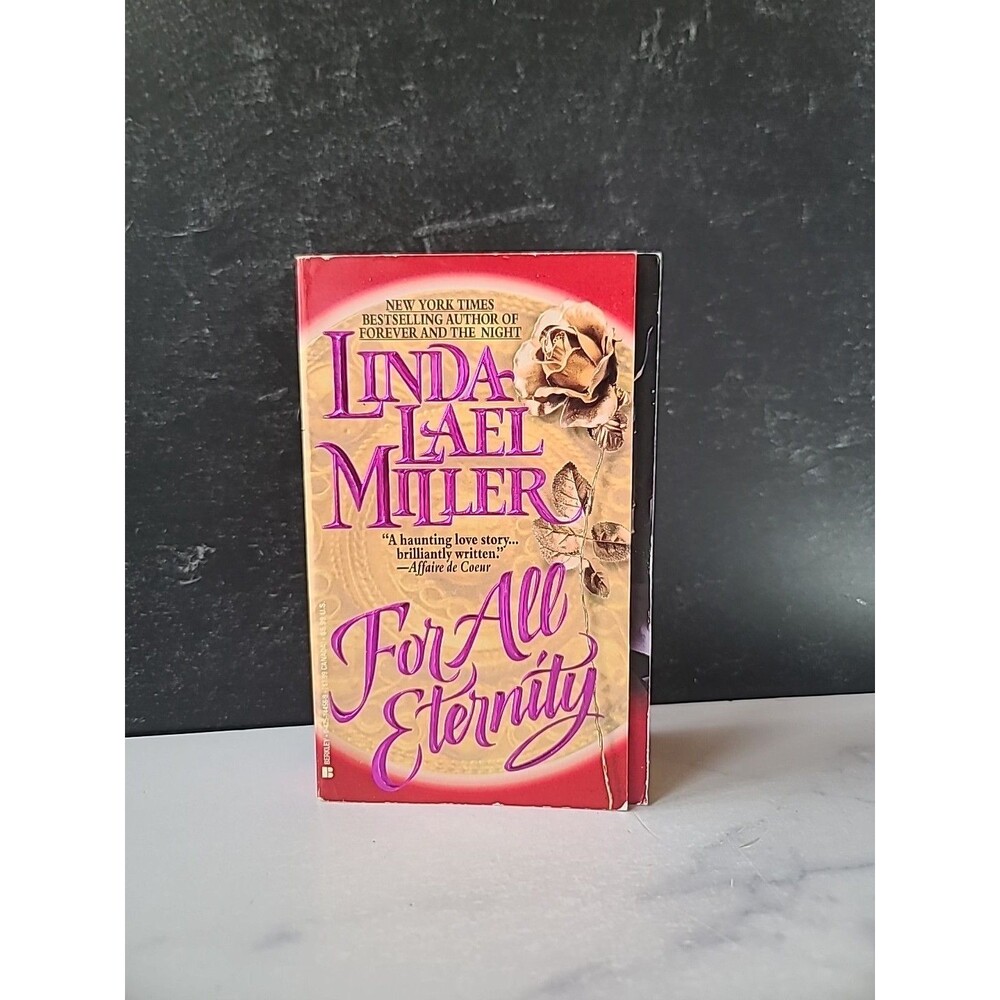 NEW YORK TIMES
BESTSELLING AUTHOR OF
FOREVER AND THE NIGHT
LINDA
LAEL
MILLER
“A haunting love story...
brilliantly written.”
—Affaire de Coeur
For All
Eternity
BERKLEY
U.S.